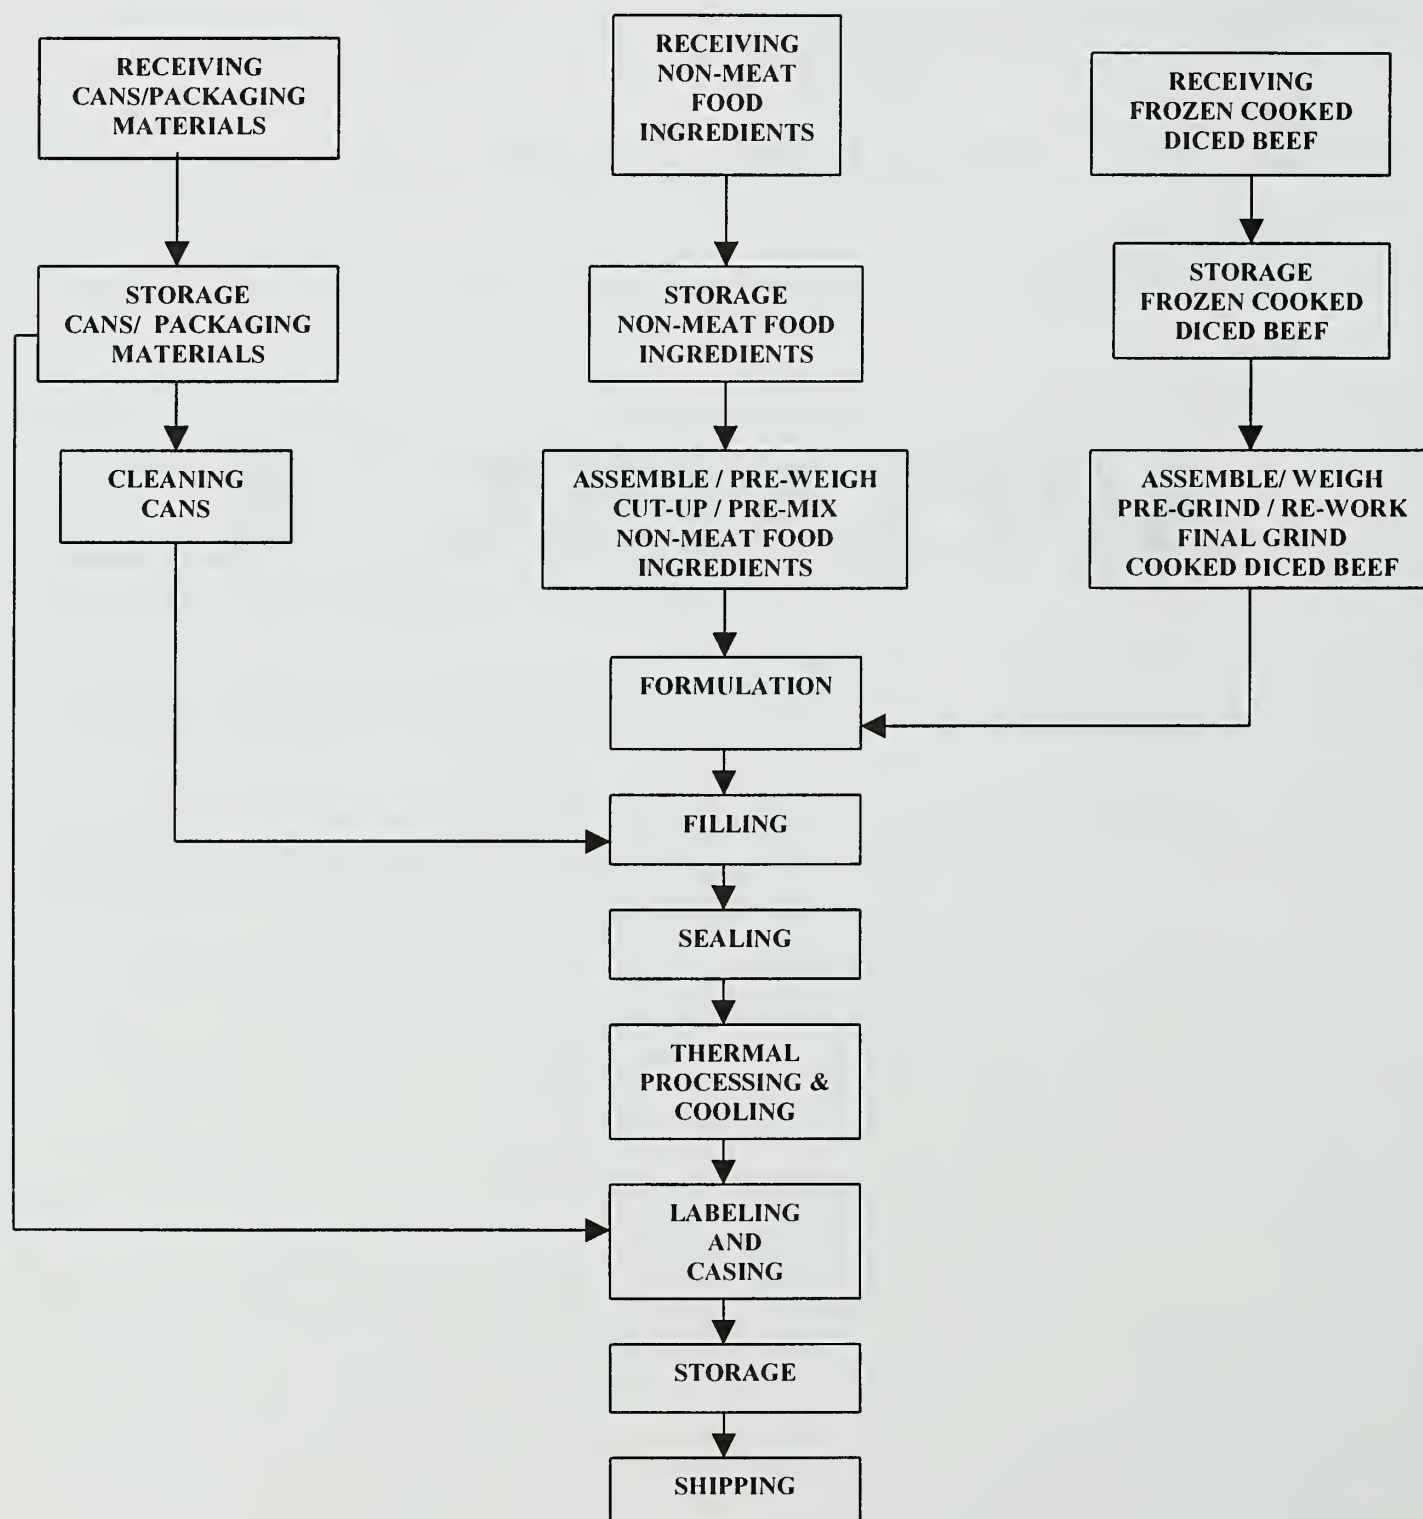 RECEIVING
CANS/PACKAGING
MATERIALS
RECEIVING
NON-MEAT
FOOD
INGREDIENTS
RECEIVING
FROZEN COOKED
DICED BEEF
STORAGE
CANS/ PACKAGING
MATERIALS
STORAGE
NON-MEAT FOOD
INGREDIENTS
STORAGE
FROZEN COOKED
DICED BEEF
CLEANING
CANS
ASSEMBLE / PRE-WEIGH
CUT-UP / PRE-MIX
NON-MEAT FOOD
INGREDIENTS
ASSEMBLE/ WEIGH
PRE-GRIND / RE-WORK
FINAL GRIND
COOKED DICED BEEF
FORMULATION
FILLING
SEALING
THERMAL
PROCESSING &
COOLING
LABELING
AND
CASING
STORAGE
SHIPPING